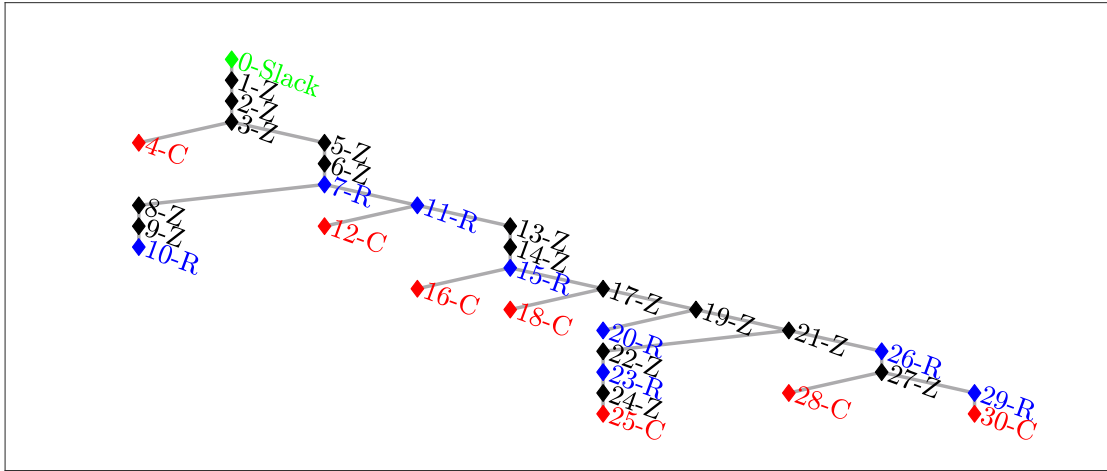 0-Slack
1-Z
2-Z
3-Z
4-C
5-Z
6-Z
7-R
8-Z
9-Z
10-R
11-R
12-C
13-Z
14-Z
15-R
16-C
17-Z
18-C
19-Z
20-R
21-Z
22-Z
23-R
24-Z
25-C
26-R
27-Z
28-C
29-R
30-C